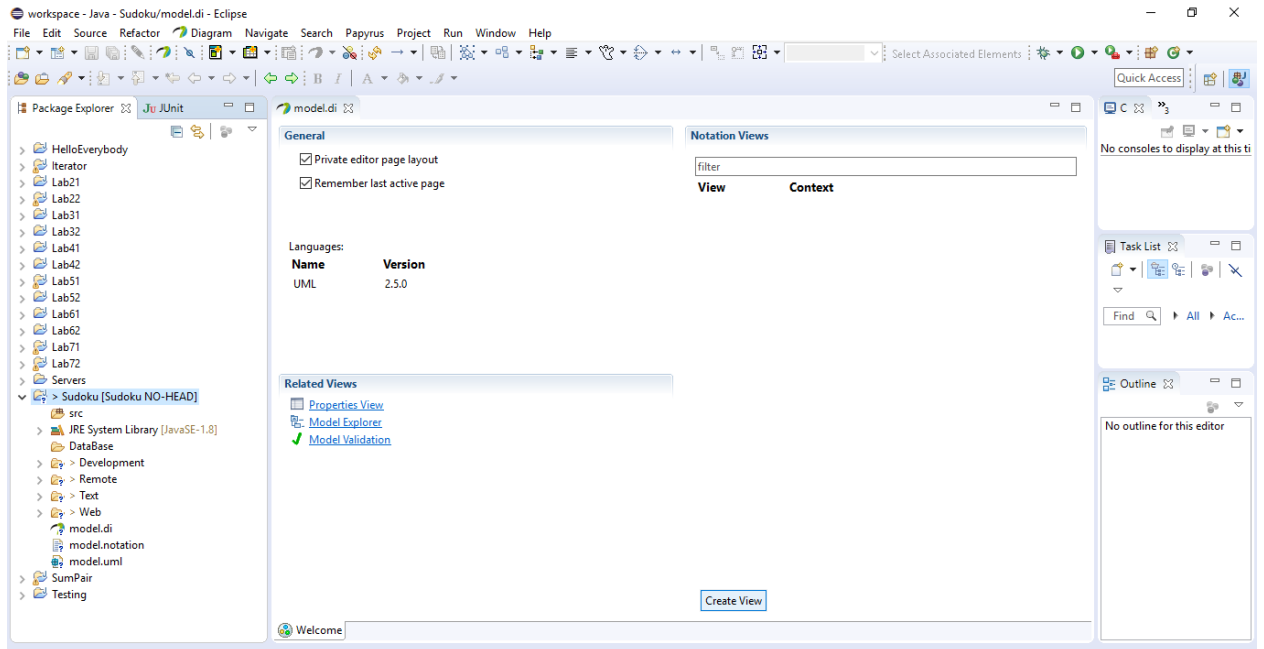 workspace - Java - Sudoku/model.di - Eclipse
File Edit Source Refactor Diagram Navigate Search Papyrus Project Run Window Help
B I A
Select Associated Elements
Quick Access
Package Explorer JUnit
HelloEverybody
Iterator
Lab21
Lab22
Lab31
Lab32
Lab41
Lab42
Lab51
Lab52
Lab61
Lab62
Lab71
Lab72
Servers
> Sudoku [Sudoku NO-HEAD]
src
JRE System Library [JavaSE-1.8]
DataBase
> Development
> Remote
> Text
> Web
model.di
model.notation
model.uml
SumPair
Testing
model.di
General
Private editor page layout
Remember last active page
Languages:
Name Version
UML 2.5.0
Related Views
Properties View
Model Explorer
Model Validation
Notation Views
filter
View Context
Create View
Welcome
C »3
No consoles to display at this ti
Task List
Find All Ac...
Outline
No outline for this editor